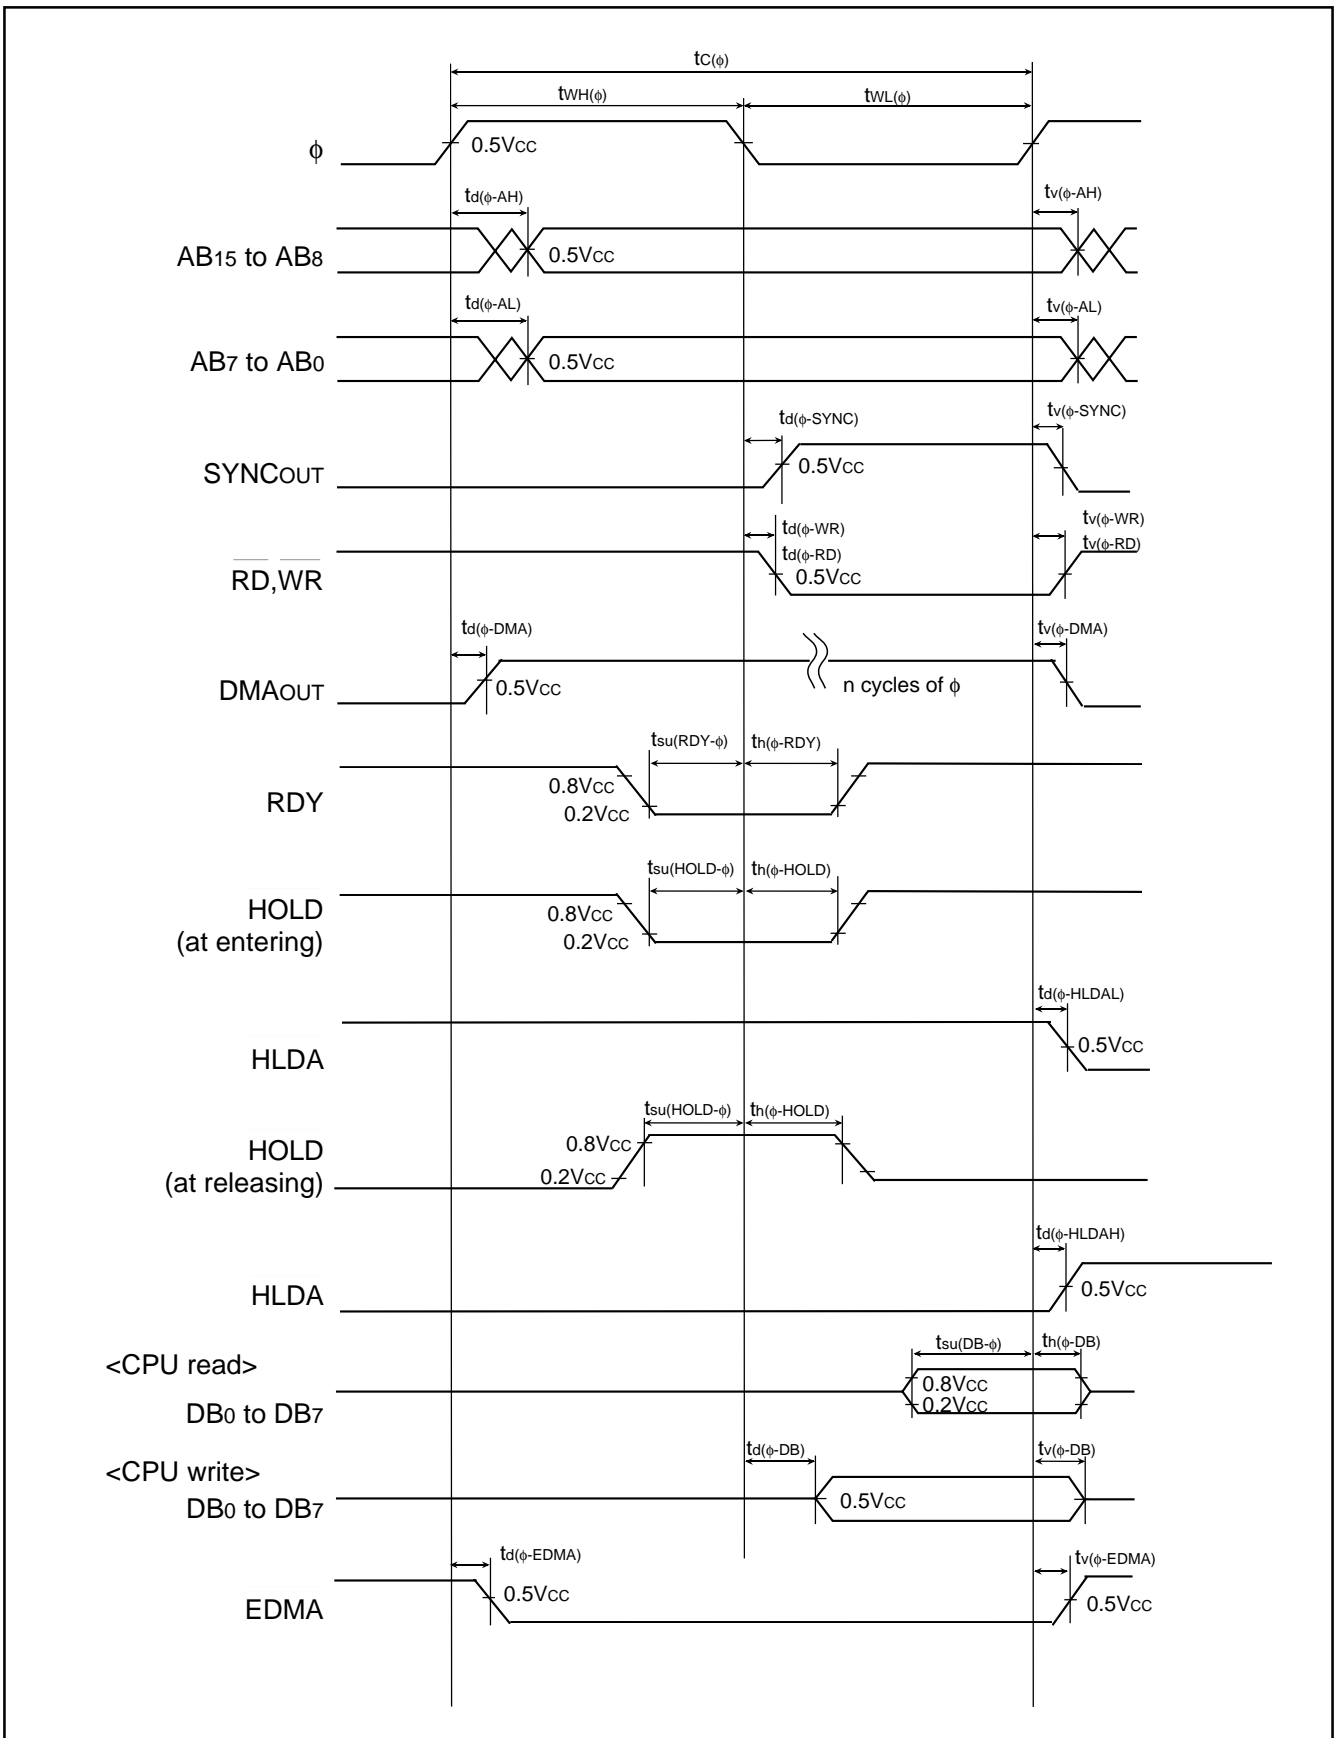 tC(ϕ)
tWH(ϕ) tWL(ϕ)
ϕ 0.5VCC
td(ϕ-AH) tv(ϕ-AH)
AB15 to AB8 0.5VCC
td(ϕ-AL) tv(ϕ-AL)
AB7 to AB0 0.5VCC
td(ϕ-SYNC) tv(ϕ-SYNC)
SYNCOUT 0.5VCC
td(ϕ-WR) tv(ϕ-WR)
td(ϕ-RD) tv(ϕ-RD)
RD,WR 0.5VCC
td(ϕ-DMA) tv(ϕ-DMA)
DMAOUT 0.5VCC n cycles of ϕ
tsu(RDY-ϕ) th(ϕ-RDY)
0.8VCC
RDY 0.2VCC
tsu(HOLD-ϕ) th(ϕ-HOLD)
HOLD 0.8VCC
(at entering) 0.2VCC
td(ϕ-HLDAL)
HLDA 0.5VCC
tsu(HOLD-ϕ) th(ϕ-HOLD)
HOLD 0.8VCC
(at releasing) 0.2VCC
td(ϕ-HLDAH)
HLDA 0.5VCC
tsu(DB-ϕ) th(ϕ-DB)
<CPU read> 0.8VCC
DB0 to DB7 0.2VCC
td(ϕ-DB) tv(ϕ-DB)
<CPU write>
DB0 to DB7 0.5VCC
td(ϕ-EDMA) tv(ϕ-EDMA)
EDMA 0.5VCC 0.5VCC